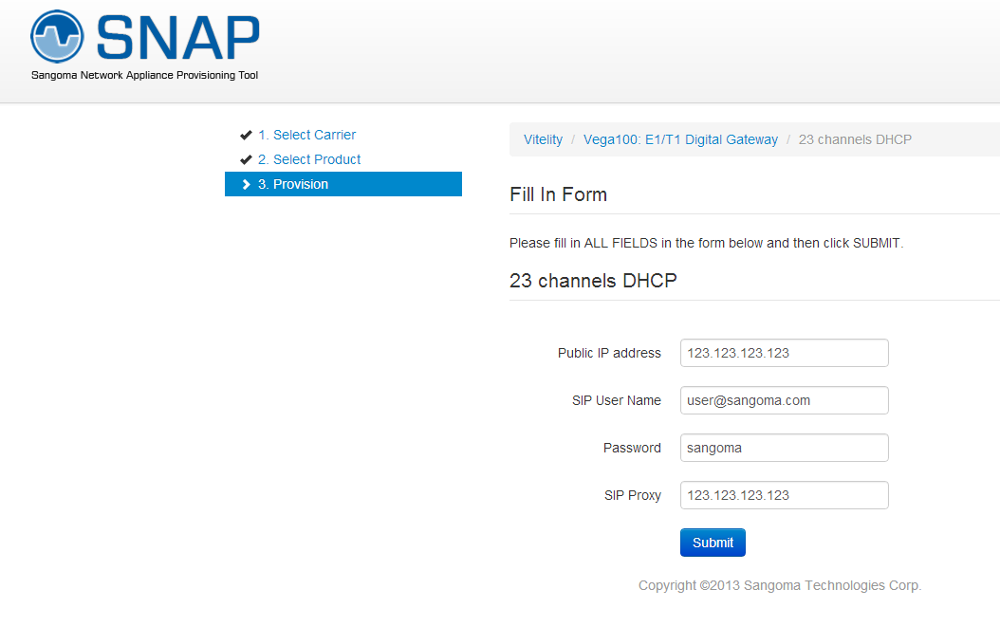 SNAP
Sangoma Network Appliance Provisioning Tool
1. Select Carrier
2. Select Product
3. Provision
Vitelity / Vega100: E1/T1 Digital Gateway / 23 channels DHCP
Fill In Form
Please fill in ALL FIELDS in the form below and then click SUBMIT.
23 channels DHCP
Public IP address 123.123.123.123
SIP User Name user@sangoma.com
Password sangoma
SIP Proxy 123.123.123.123
Submit
Copyright ©2013 Sangoma Technologies Corp.